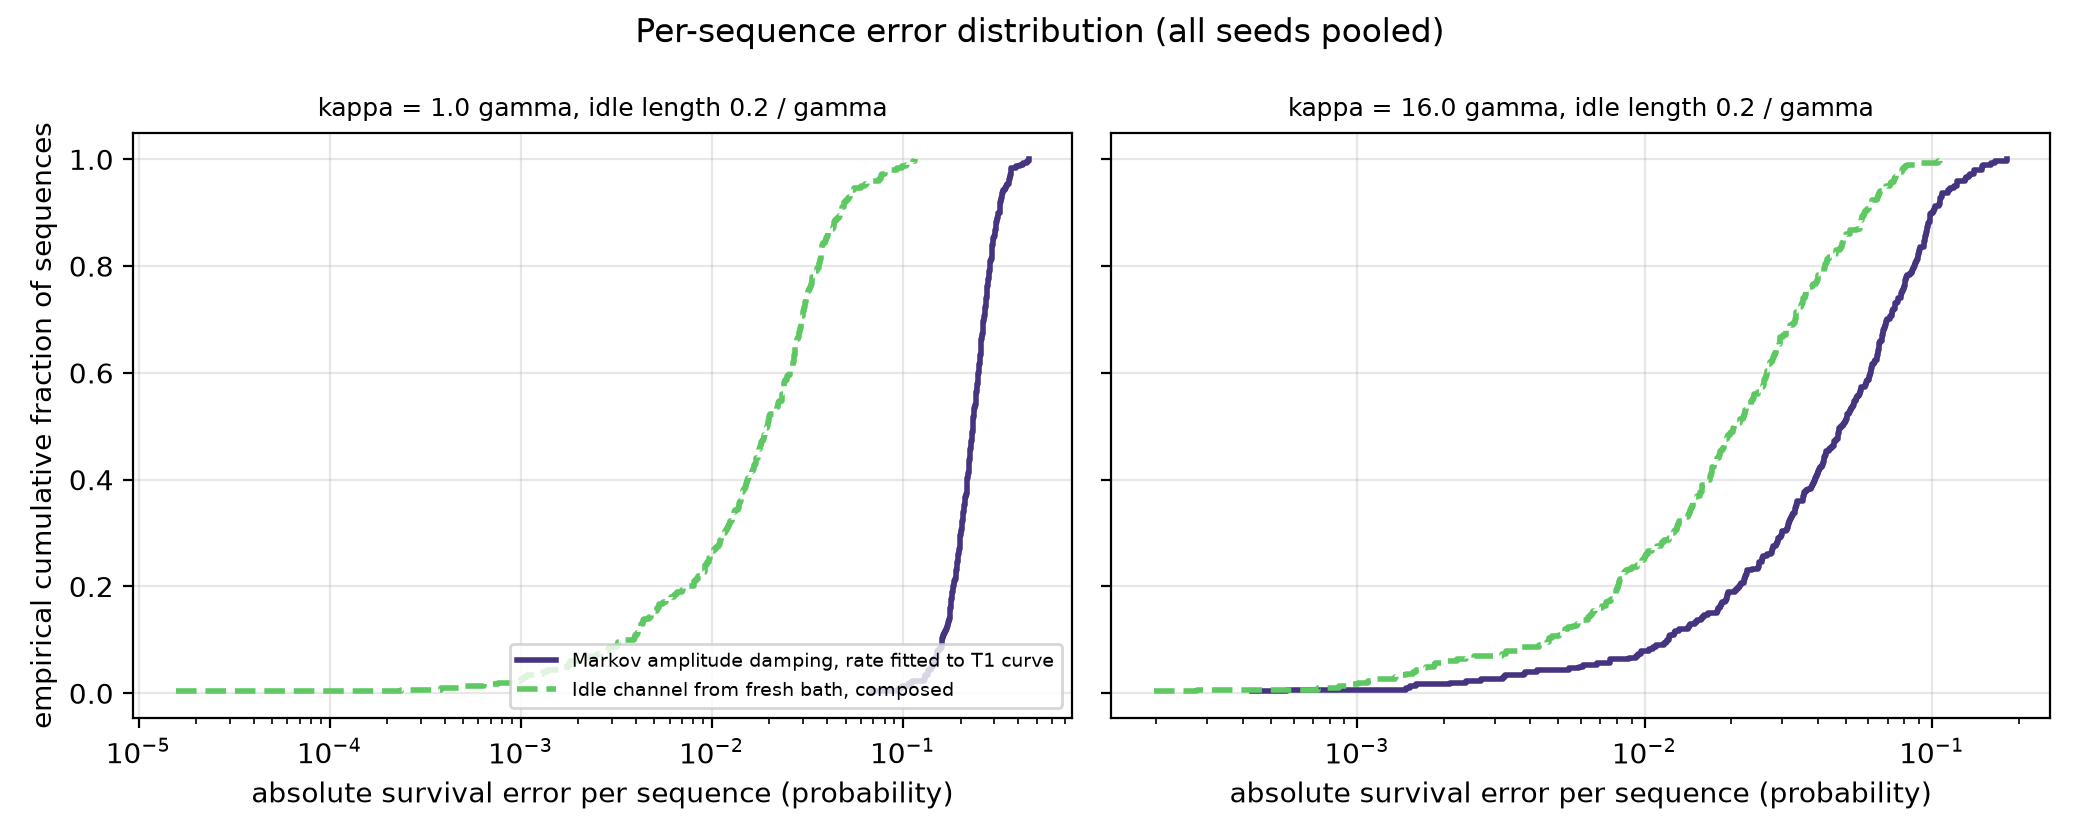 Per-sequence error distribution (all seeds pooled)
kappa = 1.0 gamma, idle length 0.2 / gamma
kappa = 16.0 gamma, idle length 0.2 / gamma
empirical cumulative fraction of sequences
1.0
0.8
0.6
0.4
0.2
0.0
Markov amplitude damping, rate fitted to T1 curve
Idle channel from fresh bath, composed
10⁻⁵ 10⁻⁴ 10⁻³ 10⁻² 10⁻¹
10⁻³ 10⁻² 10⁻¹
absolute survival error per sequence (probability)
absolute survival error per sequence (probability)